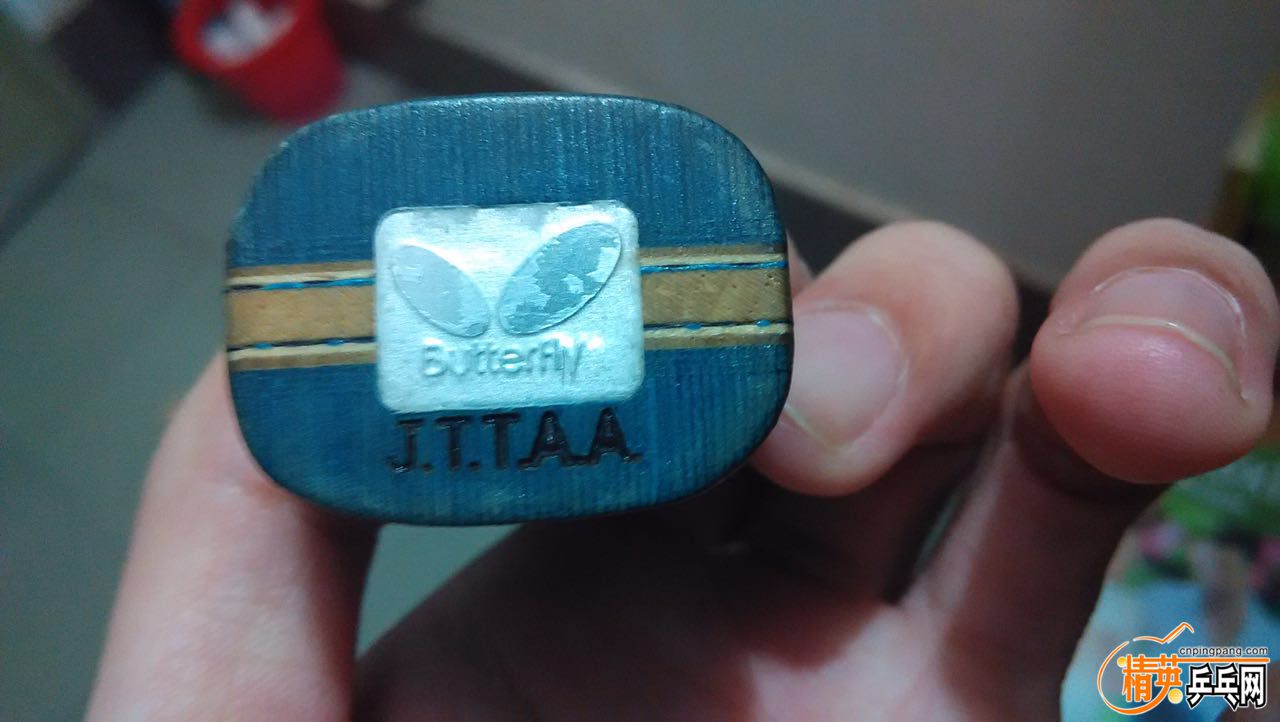 Butterfly
J.T.T.A.A.
cnpingpang.com
精英乒乓网